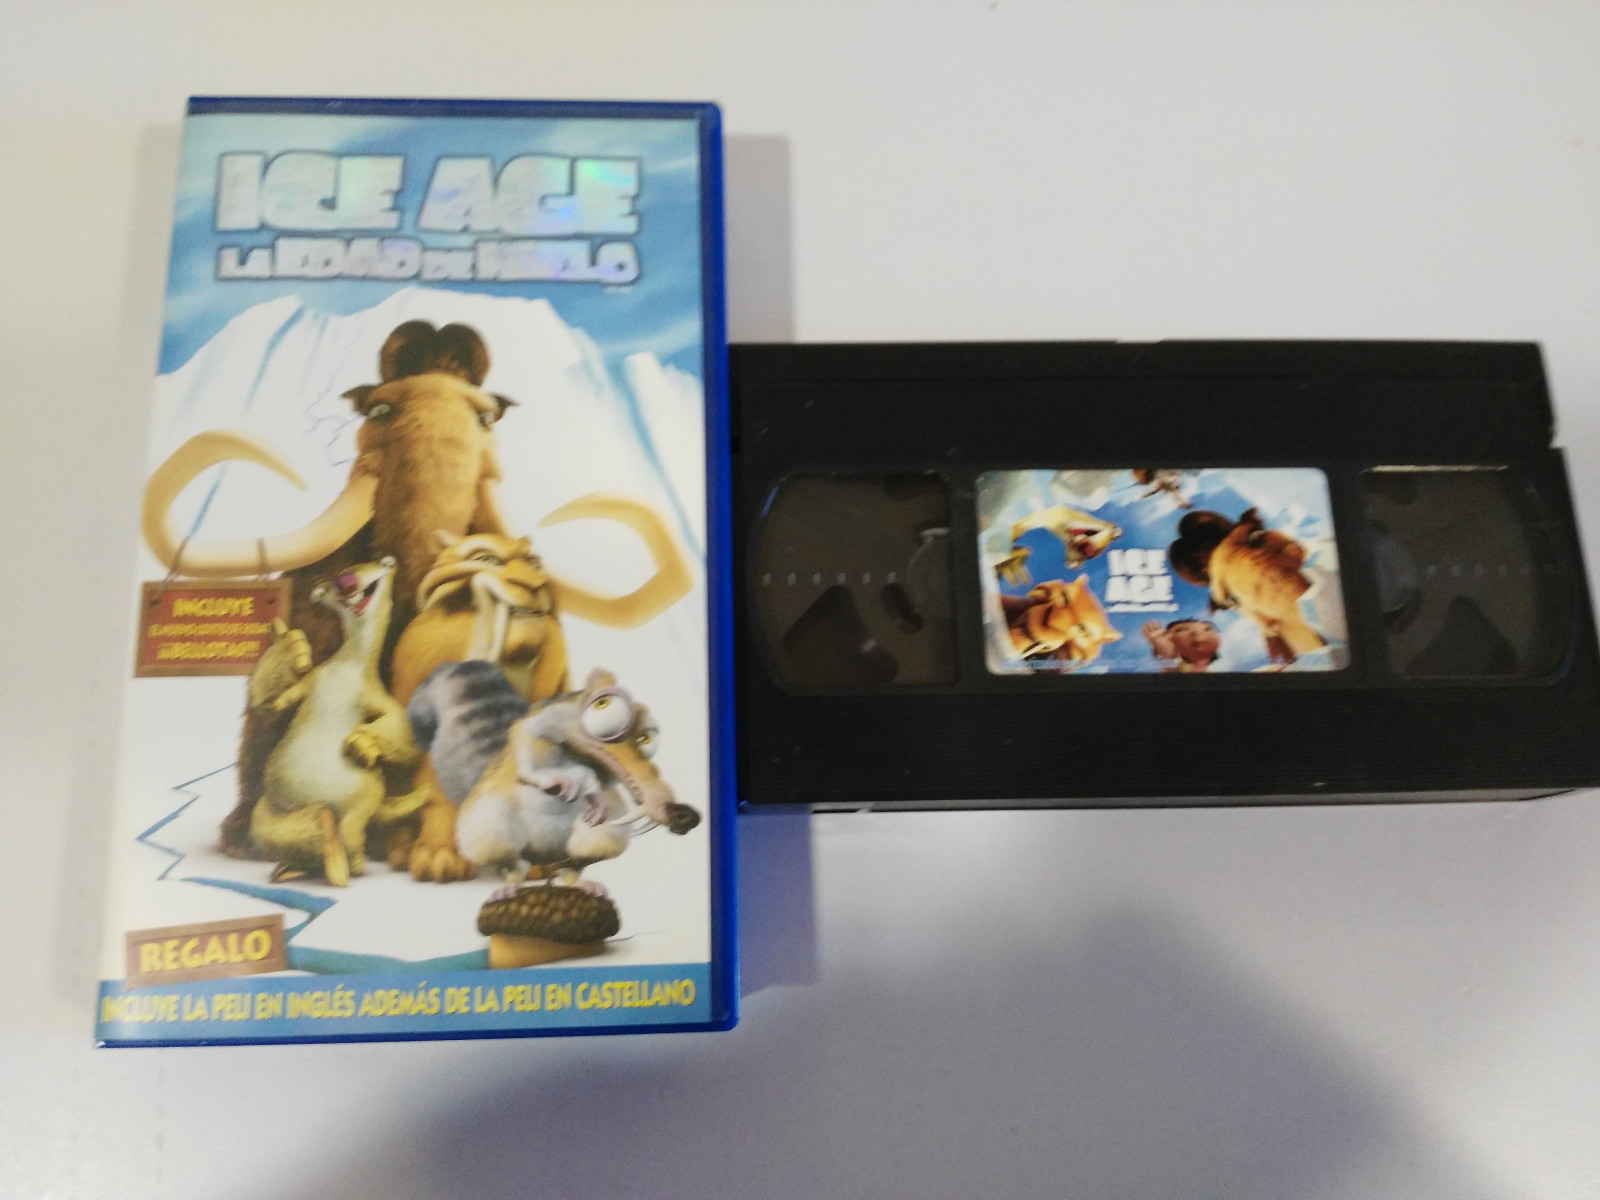 ICE AGE
LA EDAD DE HIELO
INCLUYE
¡¡¡BELLOTAS!!!
REGALO
INCLUYE LA PELI EN INGLÉS ADEMÁS DE LA PELI EN CASTELLANO
ICE
AGE